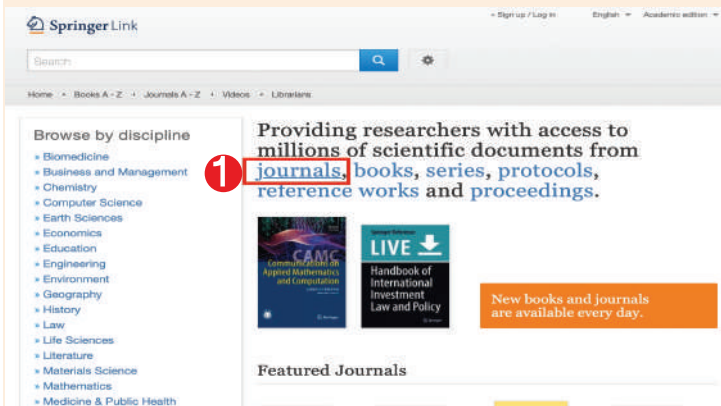 Springer Link
Sign up / Log in English Academic edition
Search
Home • Books A - Z • Journals A - Z • Videos • Librarians
Browse by discipline
» Biomedicine
» Business and Management
» Chemistry
» Computer Science
» Earth Sciences
» Economics
» Education
» Engineering
» Environment
» Geography
» History
» Law
» Life Sciences
» Literature
» Materials Science
» Mathematics
» Medicine & Public Health
Providing researchers with access to
millions of scientific documents from
1
journals, books, series, protocols,
reference works and proceedings.
CAMC
Communications on
Applied Mathematics
and Computation
Springer Reference
LIVE
Handbook of
International
Investment
Law and Policy
New books and journals
are available every day.
Featured Journals